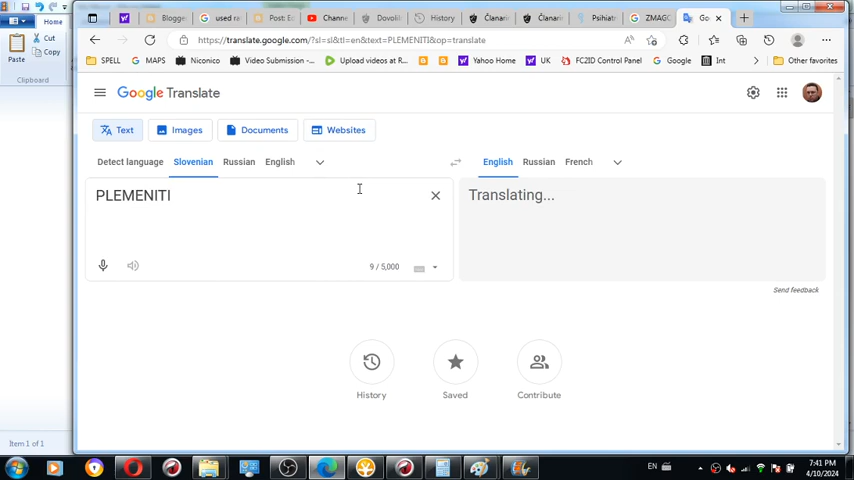 Home
Cut
Copy
Paste
Clipboard
Blogge
used ra
Post: Ec
Channe
Dovolil
History
Članari
Članari
Psihiat
ZMAGO
Go
https://translate.google.com/?sl=sl&tl=en&text=PLEMENITI&op=translate
SPELL
MAPS
Niconico
Video Submission -...
Upload videos at R...
Yahoo Home
UK
FC2ID Control Panel
Google
Int
Other favorites
Google Translate
Text
Images
Documents
Websites
Detect language
Slovenian
Russian
English
English
Russian
French
PLEMENITI
Translating...
9 / 5,000
Send feedback
History
Saved
Contribute
Item 1 of 1
EN
7:41 PM
4/10/2024